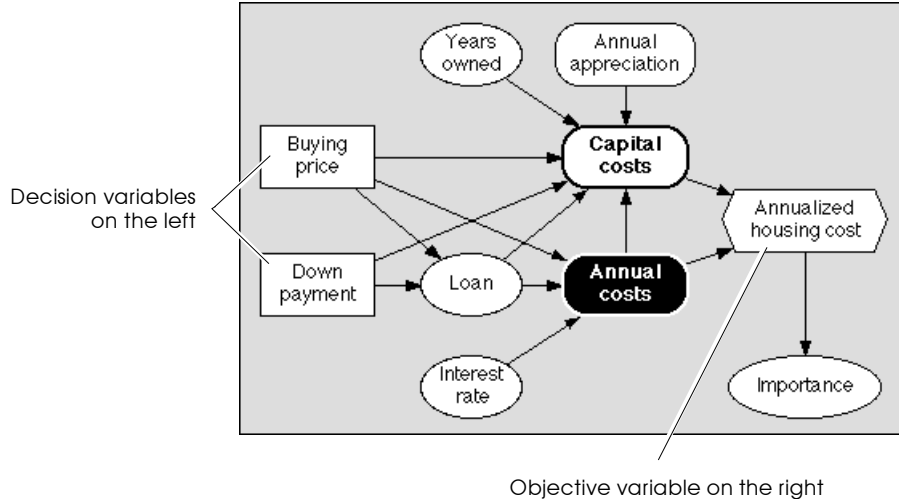 Years
owned
Annual
appreciation
Buying
price
Capital
costs
Decision variables
on the left
Annualized
housing cost
Down
payment
Loan
Annual
costs
Interest
rate
Importance
Objective variable on the right